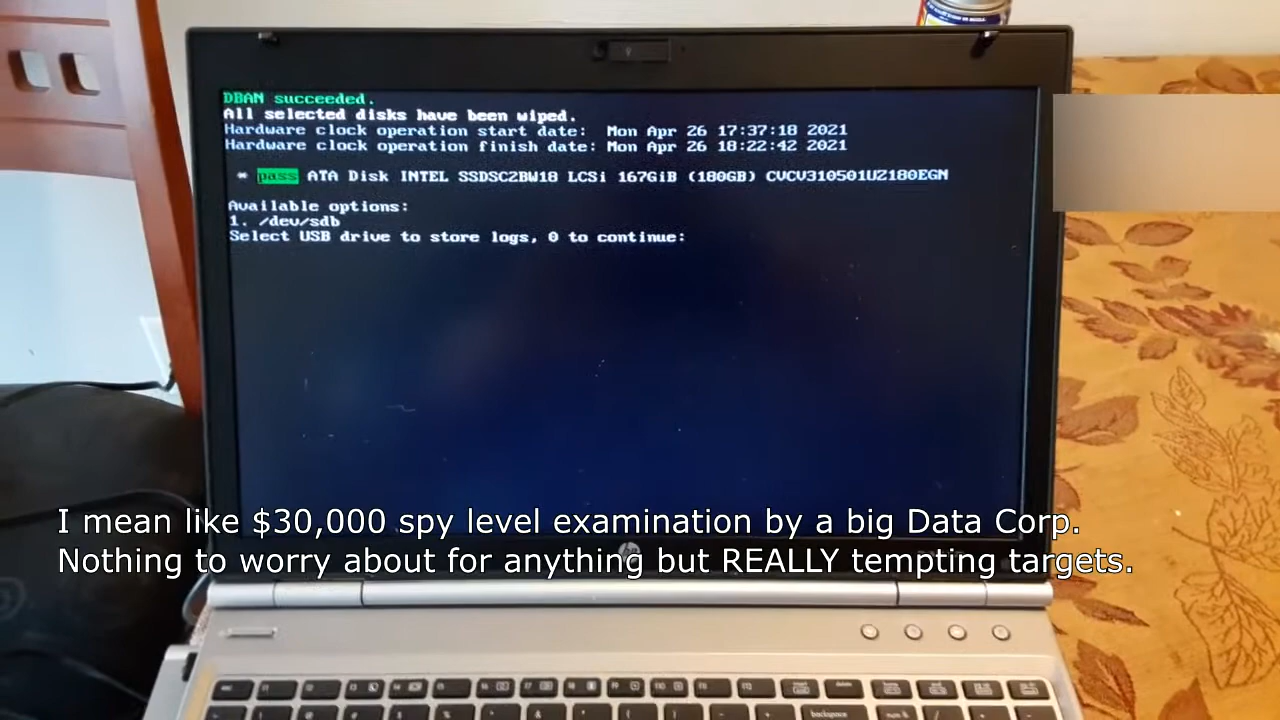 DBAN succeeded.
All selected disks have been wiped.
Hardware clock operation start date: Mon Apr 26 17:37:18 2021
Hardware clock operation finish date: Mon Apr 26 18:22:42 2021
* pass ATA Disk INTEL SSDSC2BW18 LCSi 167GiB (180GB) CVCV310501UZ180EGN
Available options:
1. /dev/sdb
Select USB drive to store logs, 0 to continue:
I mean like $30,000 spy level examination by a big Data Corp.
Nothing to worry about for anything but REALLY tempting targets.
hp
backspace